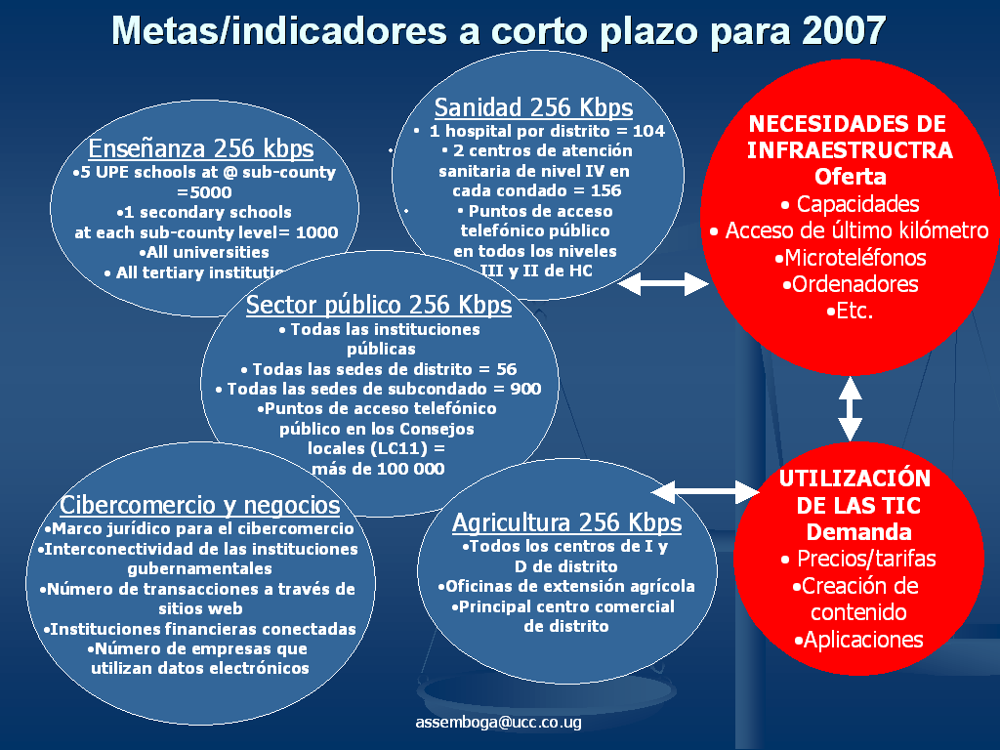 Metas/indicadores a corto plazo para 2007
Enseñanza 256 kbps
•5 UPE schools at @ sub-county
=5000
•1 secondary schools
at each sub-county level= 1000
•All universities
• All tertiary institutio
Sanidad 256 Kbps
• 1 hospital por distrito = 104
• 2 centros de atención
sanitaria de nivel IV en
cada condado = 156
• Puntos de acceso
telefónico público
en todos los niveles
III y II de HC
NECESIDADES DE
INFRAESTRUCTRA
Oferta
• Capacidades
• Acceso de último kilómetro
•Microteléfonos
•Ordenadores
•Etc.
Sector público 256 Kbps
• Todas las instituciones
públicas
• Todas las sedes de distrito = 56
• Todas las sedes de subcondado = 900
•Puntos de acceso telefónico
público en los Consejos
locales (LC11) =
más de 100 000
Cibercomercio y negocios
•Marco jurídico para el cibercomercio
•Interconectividad de las instituciones
gubernamentales
•Número de transacciones a través de
sitios web
•Instituciones financieras conectadas
•Número de empresas que
utilizan datos electrónicos
Agricultura 256 Kbps
•Todos los centros de I y
D de distrito
•Oficinas de extensión agrícola
•Principal centro comercial
de distrito
UTILIZACIÓN
DE LAS TIC
Demanda
• Precios/tarifas
•Creación de
contenido
•Aplicaciones
assemboga@ucc.co.ug